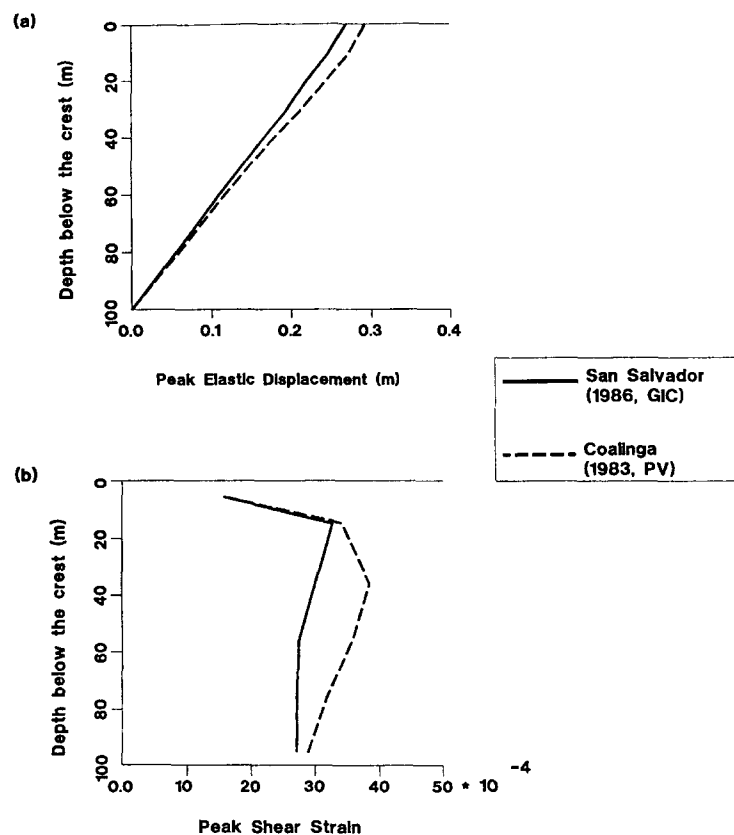 (a)
0
20
40
60
80
100
Depth below the crest (m)
0.0 0.1 0.2 0.3 0.4
Peak Elastic Displacement (m)
San Salvador
(1986, GIC)
Coalinga
(1983, PV)
(b)
0
20
40
60
80
100
Depth below the crest (m)
0.0 10 20 30 40 50 * 10 -4
Peak Shear Strain